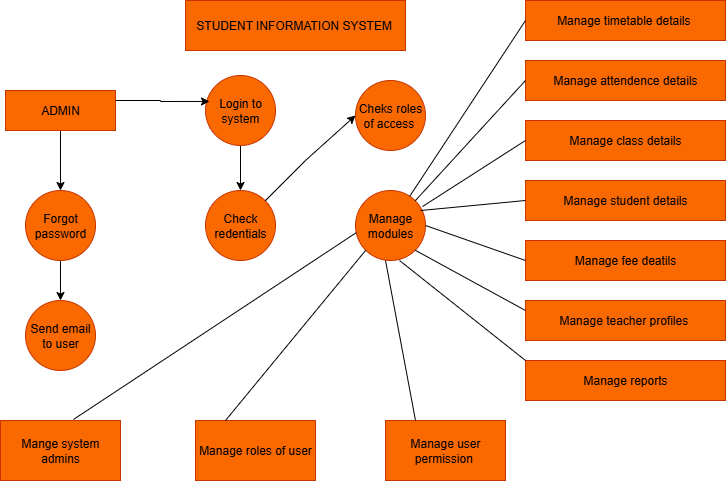 STUDENT INFORMATION SYSTEM
Manage timetable details
Manage attendence details
Manage class details
Manage student details
Manage fee deatils
Manage teacher profiles
Manage reports
ADMIN
Login to
system
Cheks roles
of access
Forgot
password
Check
redentials
Manage
modules
Send email
to user
Mange system
admins
Manage roles of user
Manage user
permission